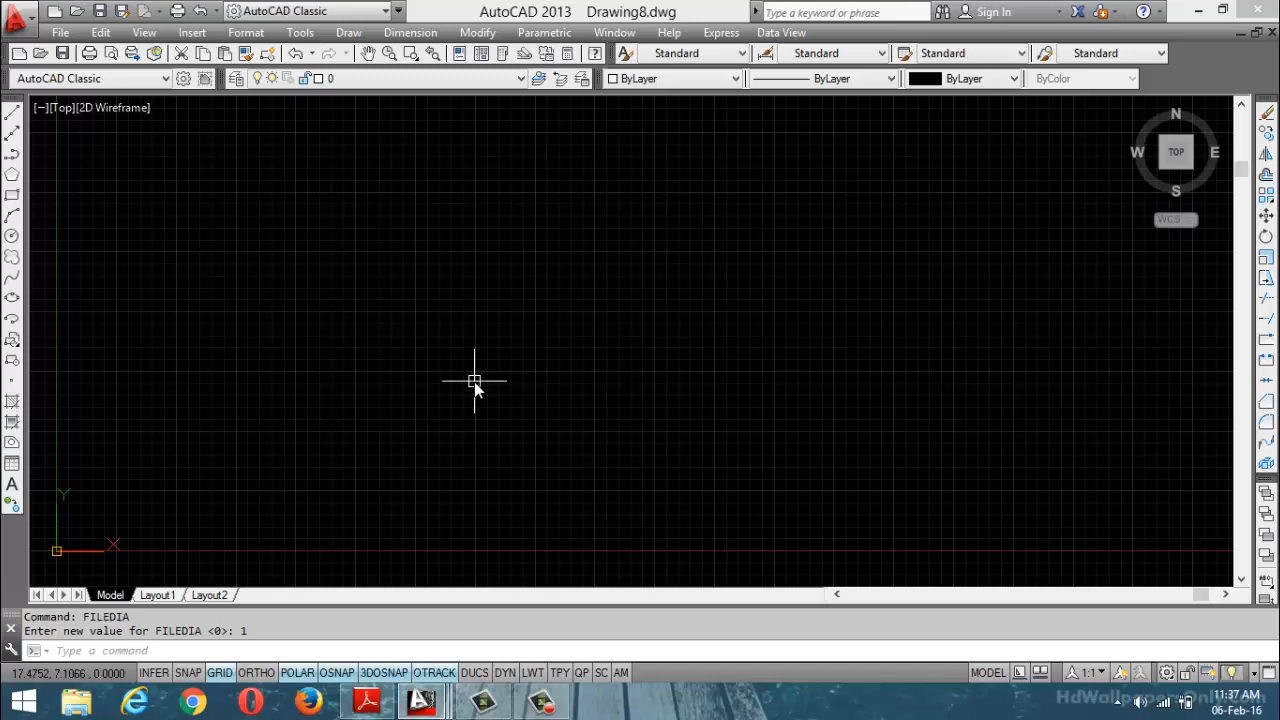 AutoCAD Classic
AutoCAD 2013 Drawing8.dwg
Type a keyword or phrase
Sign In
File Edit View Insert Format Tools Draw Dimension Modify Parametric Window Help Express Data View
Standard Standard Standard Standard
AutoCAD Classic 0 ByLayer ByLayer ByLayer ByColor
[−][Top][2D Wireframe]
N
W TOP E
S
WCS
Y
X
Model Layout1 Layout2
Command: FILEDIA
Enter new value for FILEDIA <0>: 1
Type a command
17.4752, 7.1066, 0.0000 INFER SNAP GRID ORTHO POLAR OSNAP 3DOSNAP OTRACK DUCS DYN LWT TPY QP SC AM MODEL 1:1
11:37 AM
06-Feb-16